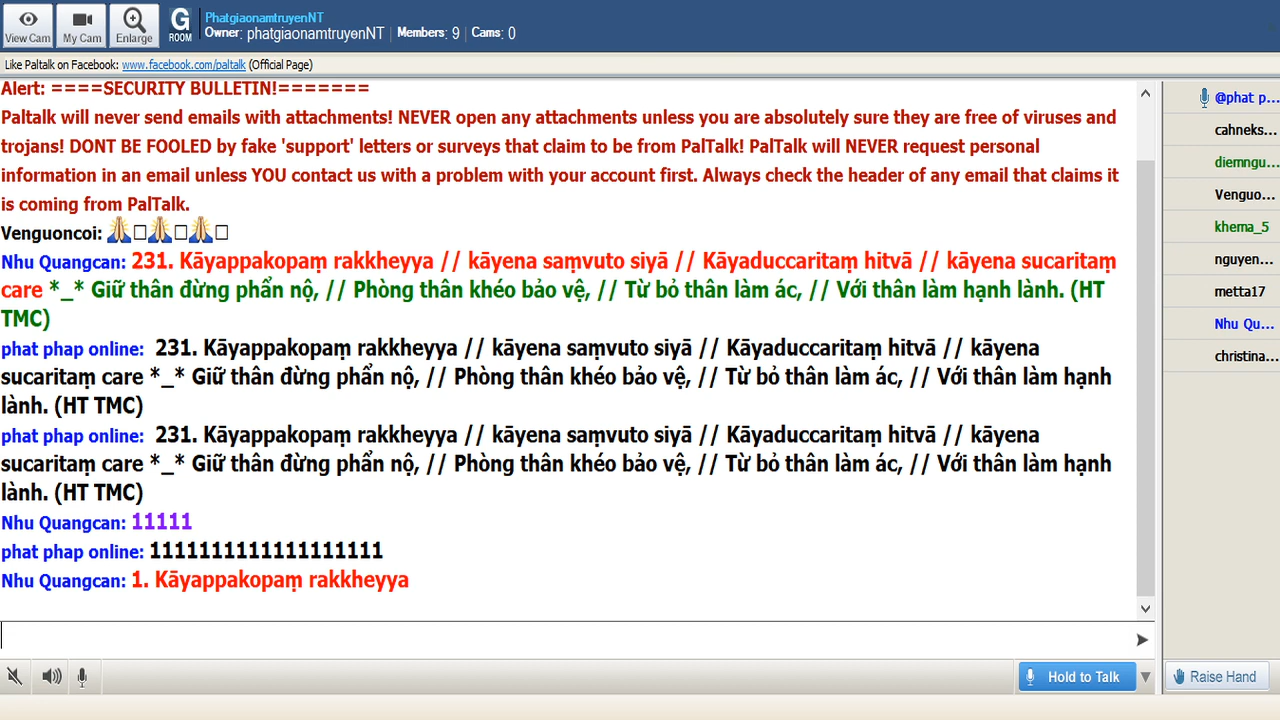 View Cam
My Cam
Enlarge
G
ROOM
PhatgiaonamtruyenNT
Owner: phatgiaonamtruyenNT | Members: 9 | Cams: 0
Like Paltalk on Facebook: www.facebook.com/paltalk (Official Page)
Alert: ====SECURITY BULLETIN!=======
Paltalk will never send emails with attachments! NEVER open any attachments unless you are absolutely sure they are free of viruses and
trojans! DONT BE FOOLED by fake 'support' letters or surveys that claim to be from PalTalk! PalTalk will NEVER request personal
information in an email unless YOU contact us with a problem with your account first. Always check the header of any email that claims it
is coming from PalTalk.
Venguoncoi: 🙏□🙏□🙏□
Nhu Quangcan: 231. Kāyappakopaṃ rakkheyya // kāyena saṃvuto siyā // Kāyaduccaritaṃ hitvā // kāyena sucaritaṃ
care *_* Giữ thân đừng phẩn nộ, // Phòng thân khéo bảo vệ, // Từ bỏ thân làm ác, // Với thân làm hạnh lành. (HT
TMC)
phat phap online: 231. Kāyappakopaṃ rakkheyya // kāyena saṃvuto siyā // Kāyaduccaritaṃ hitvā // kāyena
sucaritaṃ care *_* Giữ thân đừng phẩn nộ, // Phòng thân khéo bảo vệ, // Từ bỏ thân làm ác, // Với thân làm hạnh
lành. (HT TMC)
phat phap online: 231. Kāyappakopaṃ rakkheyya // kāyena saṃvuto siyā // Kāyaduccaritaṃ hitvā // kāyena
sucaritaṃ care *_* Giữ thân đừng phẩn nộ, // Phòng thân khéo bảo vệ, // Từ bỏ thân làm ác, // Với thân làm hạnh
lành. (HT TMC)
Nhu Quangcan: 11111
phat phap online: 1111111111111111111
Nhu Quangcan: 1. Kāyappakopaṃ rakkheyya
@phat p...
cahneks...
diemngu...
Venguo...
khema_5
nguyen...
metta17
Nhu Qu...
christina...
Hold to Talk
Raise Hand